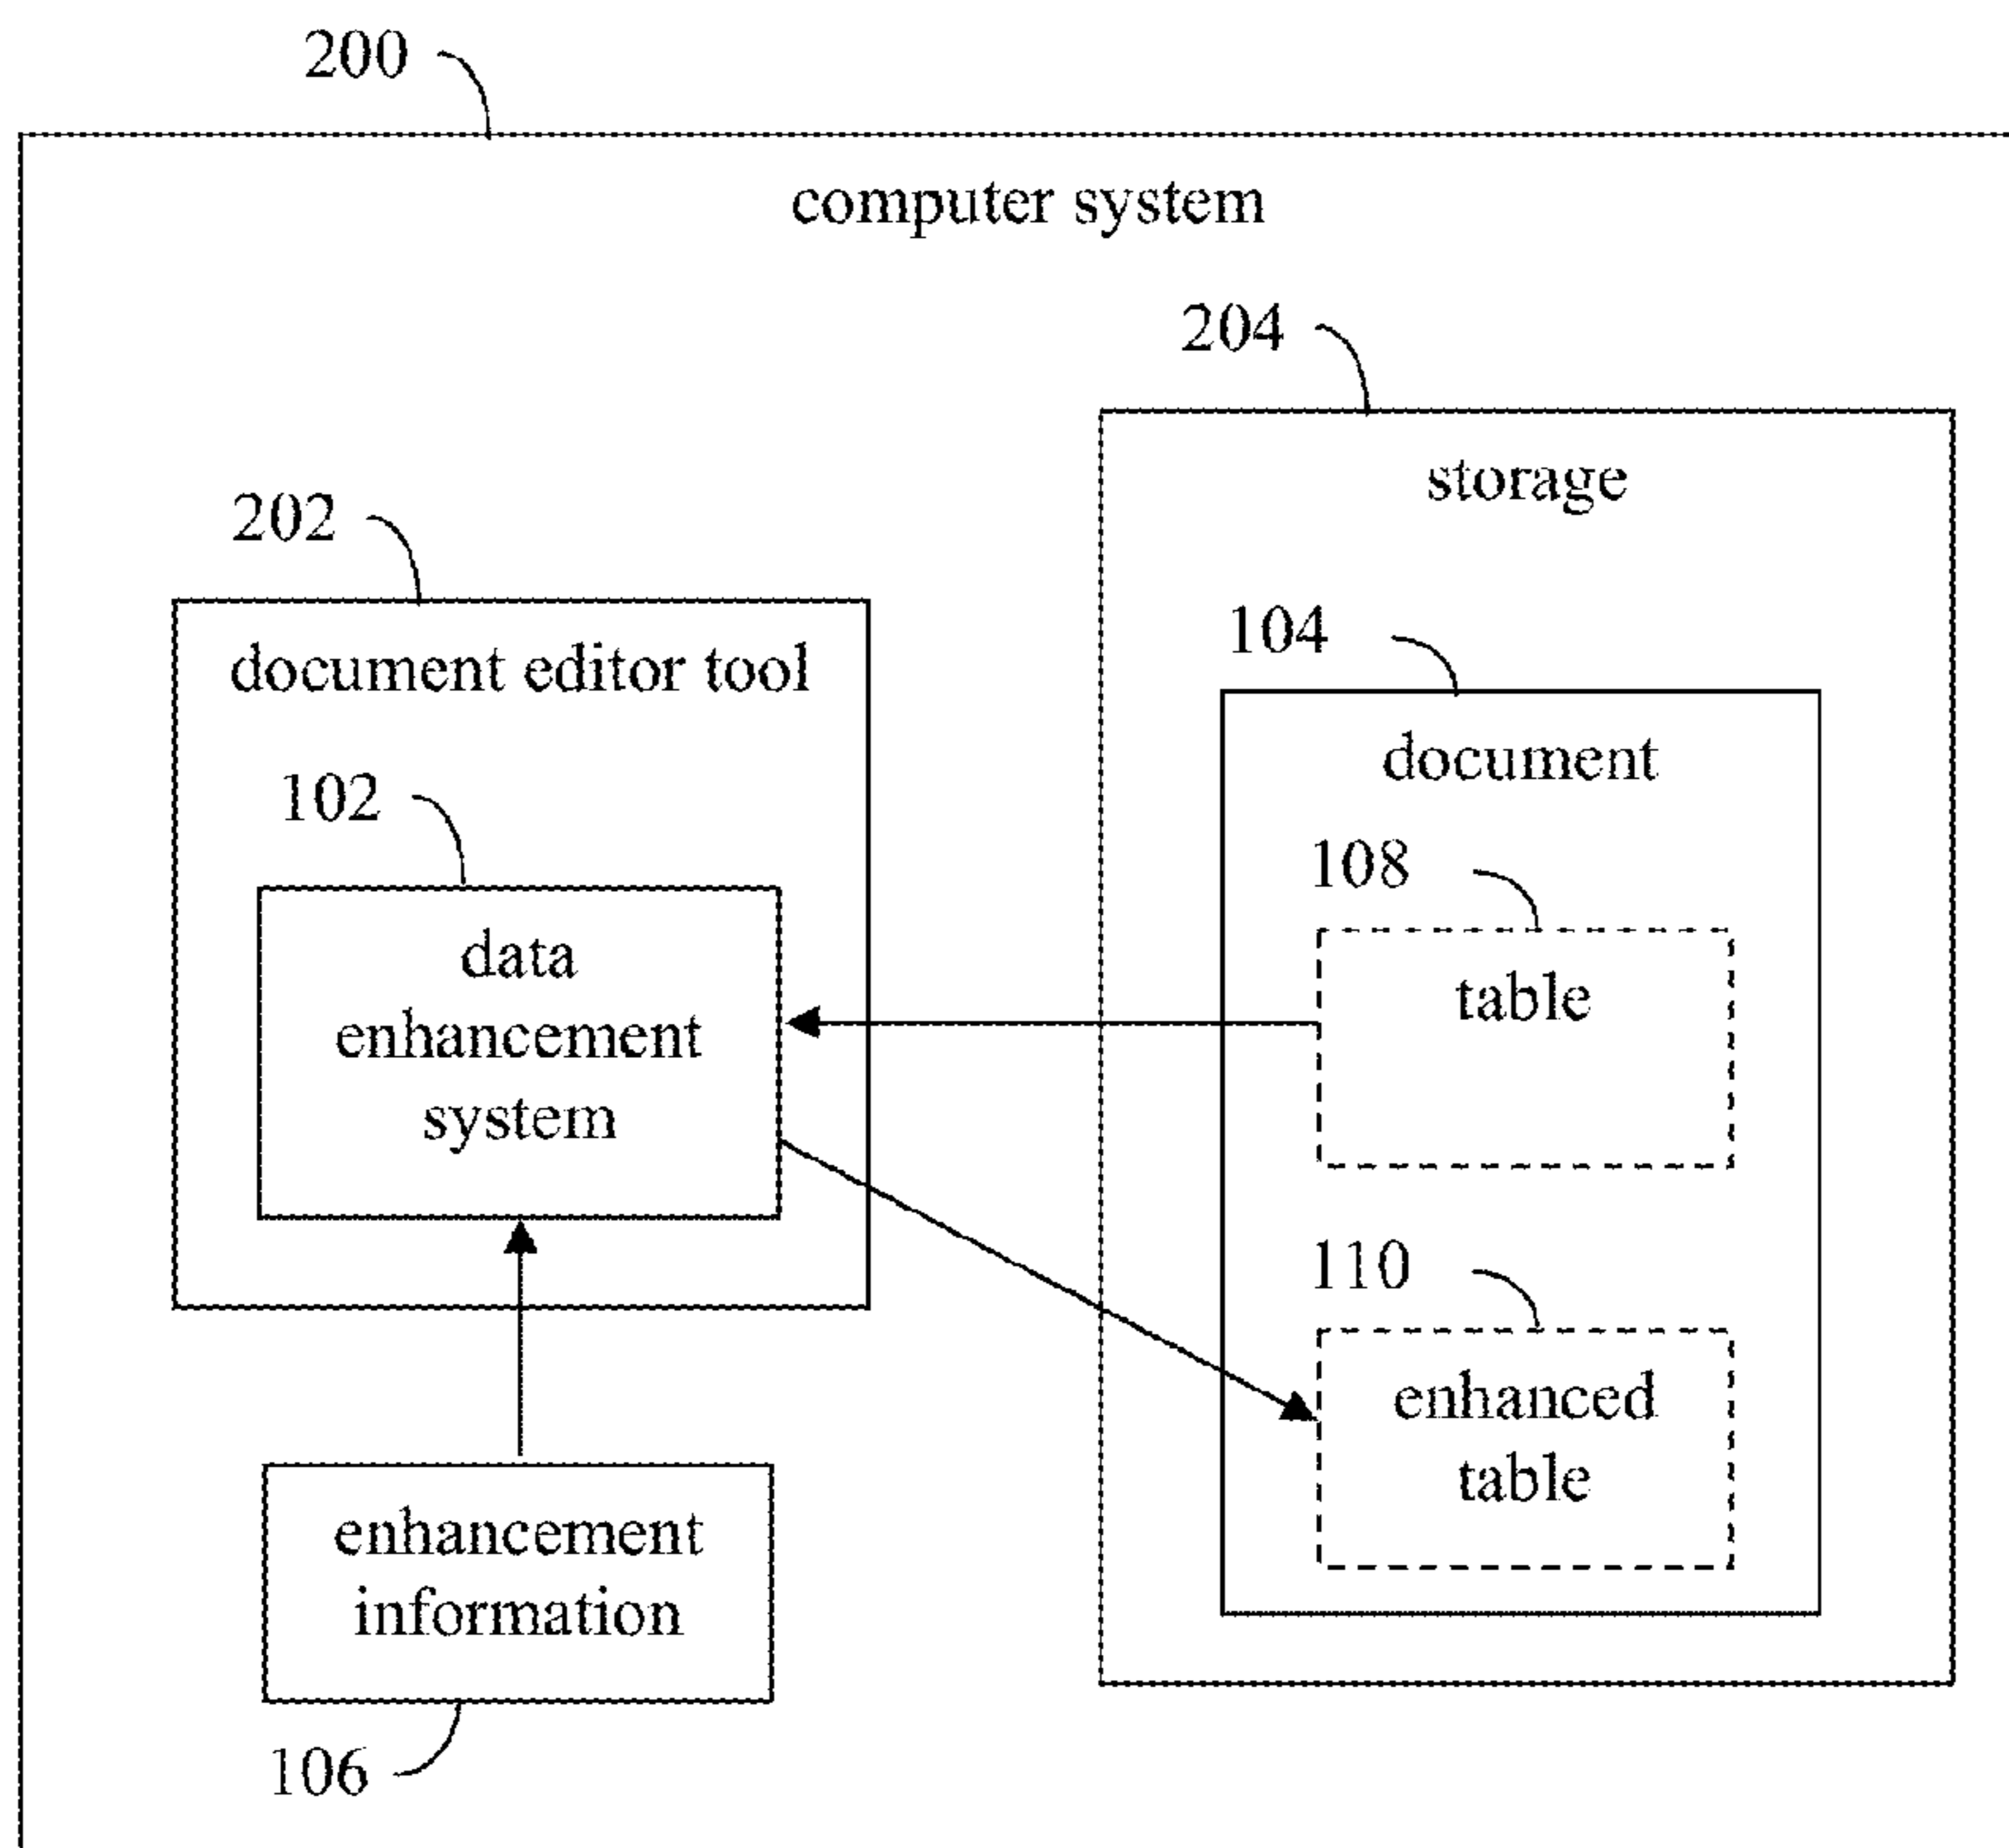 200
computer system
204
storage
202
document editor tool
104
document
102
data
enhancement
system
108
table
110
enhanced
table
enhancement
information
106